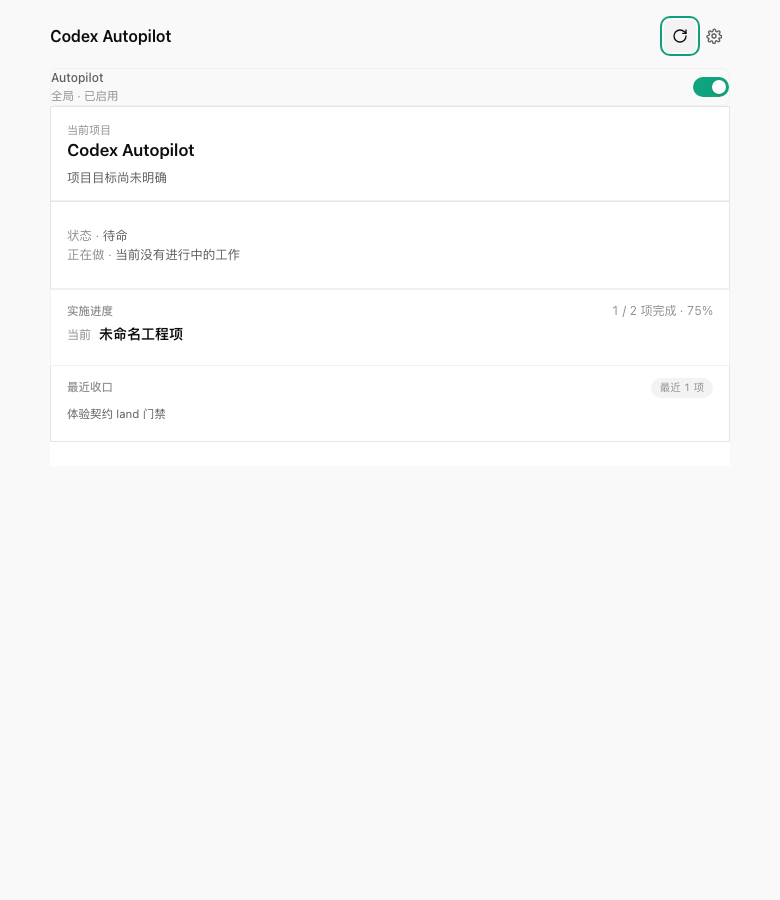 Codex Autopilot
Autopilot
全局 · 已启用
当前项目
Codex Autopilot
项目目标尚未明确
状态 · 待命
正在做 · 当前没有进行中的工作
实施进度
1 / 2 项完成 · 75%
当前 未命名工程项
最近收口
最近 1 项
体验契约 land 门禁